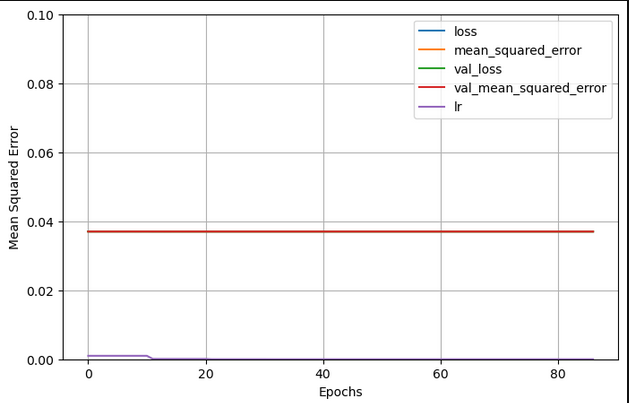 0.10
0.08
0.06
0.04
0.02
0.00
Mean Squared Error
loss
mean_squared_error
val_loss
val_mean_squared_error
lr
0 20 40 60 80
Epochs